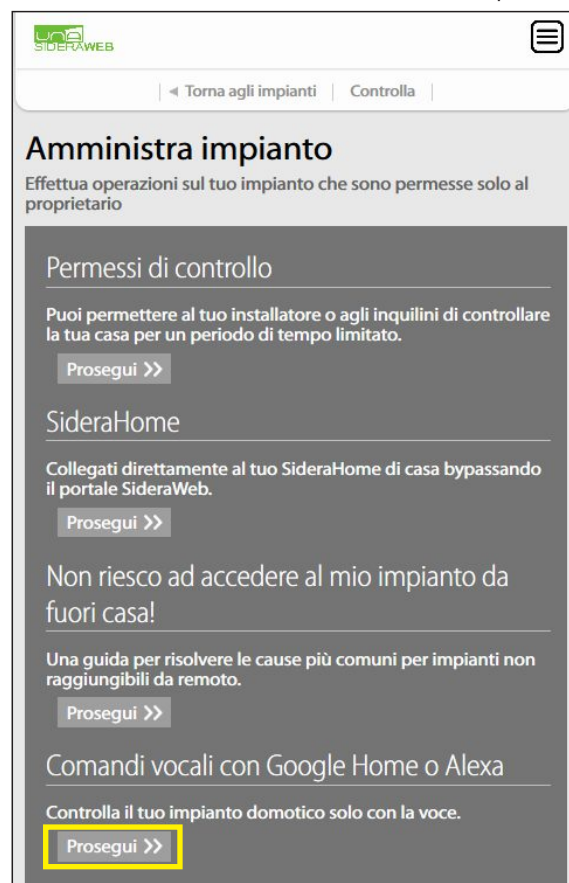 una
SIDERAWEB
◄ Torna agli impianti | Controlla |
Amministra impianto
Effettua operazioni sul tuo impianto che sono permesse solo al
proprietario
Permessi di controllo
Puoi permettere al tuo installatore o agli inquilini di controllare
la tua casa per un periodo di tempo limitato.
Prosegui >>
SideraHome
Collegati direttamente al tuo SideraHome di casa bypassando
il portale SideraWeb.
Prosegui >>
Non riesco ad accedere al mio impianto da
fuori casa!
Una guida per risolvere le cause più comuni per impianti non
raggiungibili da remoto.
Prosegui >>
Comandi vocali con Google Home o Alexa
Controlla il tuo impianto domotico solo con la voce.
Prosegui >>